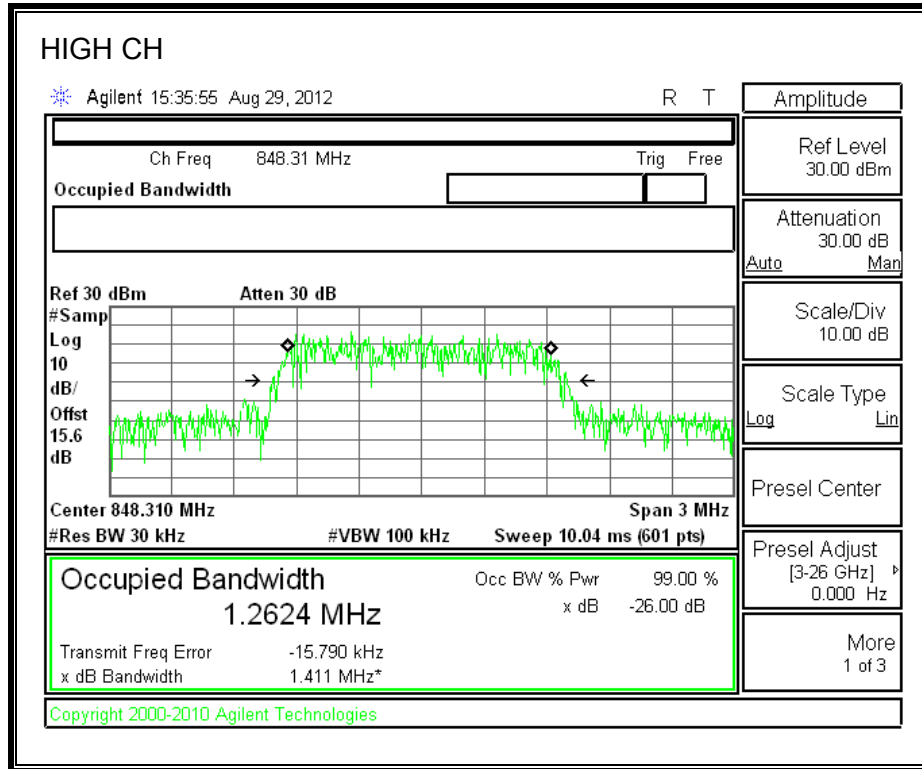 HIGH CH
Agilent 15:35:55 Aug 29, 2012 R T
Ch Freq 848.31 MHz Trig Free
Occupied Bandwidth
Ref 30 dBm Atten 30 dB
#Samp
Log
10
dB/
Offst
15.6
dB
Center 848.310 MHz Span 3 MHz
#Res BW 30 kHz #VBW 100 kHz Sweep 10.04 ms (601 pts)
Occupied Bandwidth Occ BW % Pwr 99.00 %
1.2624 MHz x dB -26.00 dB
Transmit Freq Error -15.790 kHz
x dB Bandwidth 1.411 MHz*
Copyright 2000-2010 Agilent Technologies
Amplitude
Ref Level
30.00 dBm
Attenuation
30.00 dB
Auto Man
Scale/Div
10.00 dB
Scale Type
Log Lin
Presel Center
Presel Adjust
[3-26 GHz]
0.000 Hz
More
1 of 3